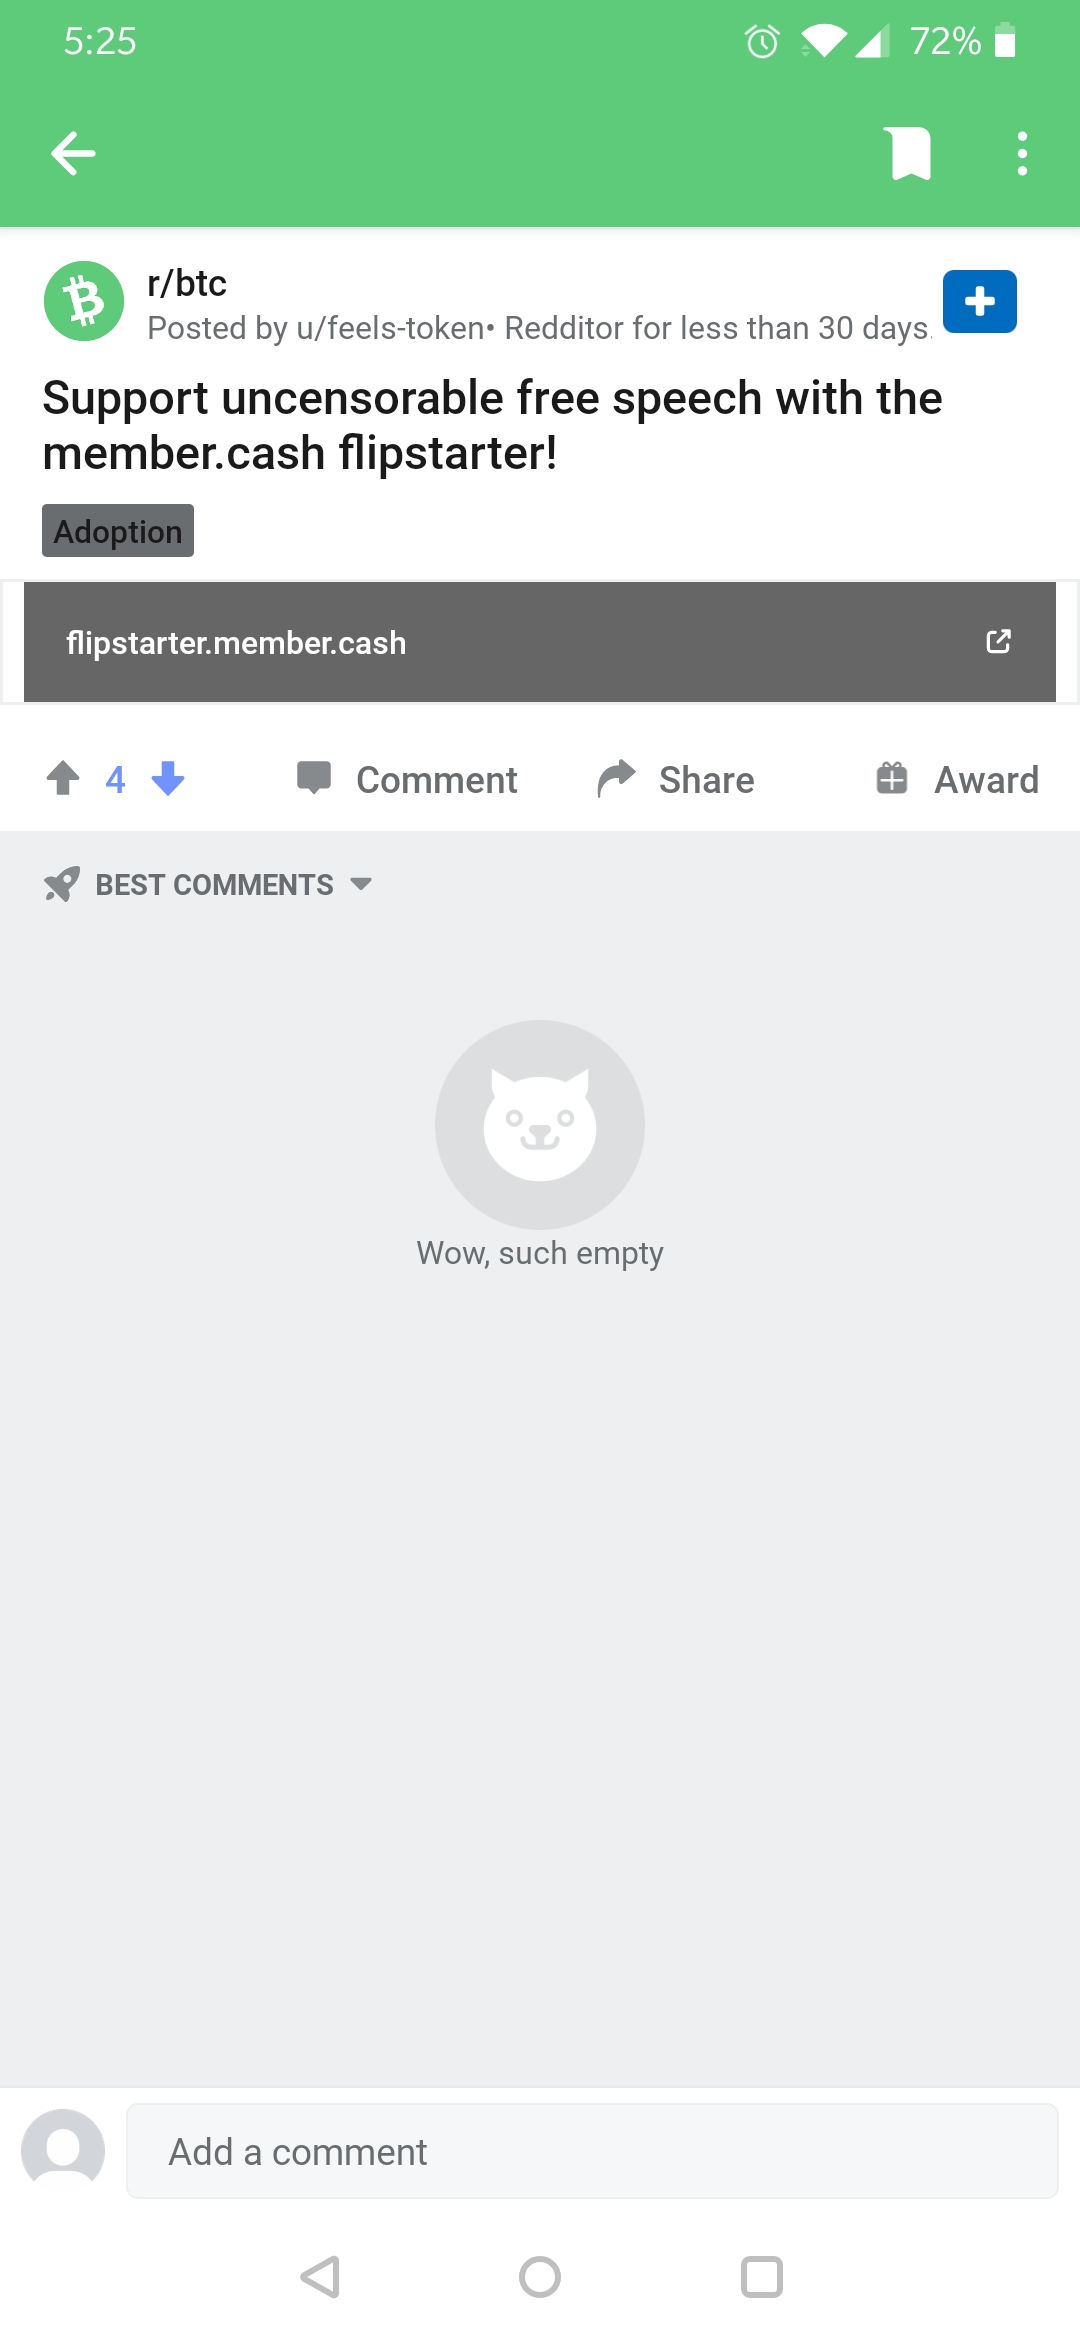 5:25
72%
r/btc
Posted by u/feels-token• Redditor for less than 30 days.
Support uncensorable free speech with the
member.cash flipstarter!
Adoption
flipstarter.member.cash
4
Comment
Share
Award
BEST COMMENTS
Wow, such empty
Add a comment